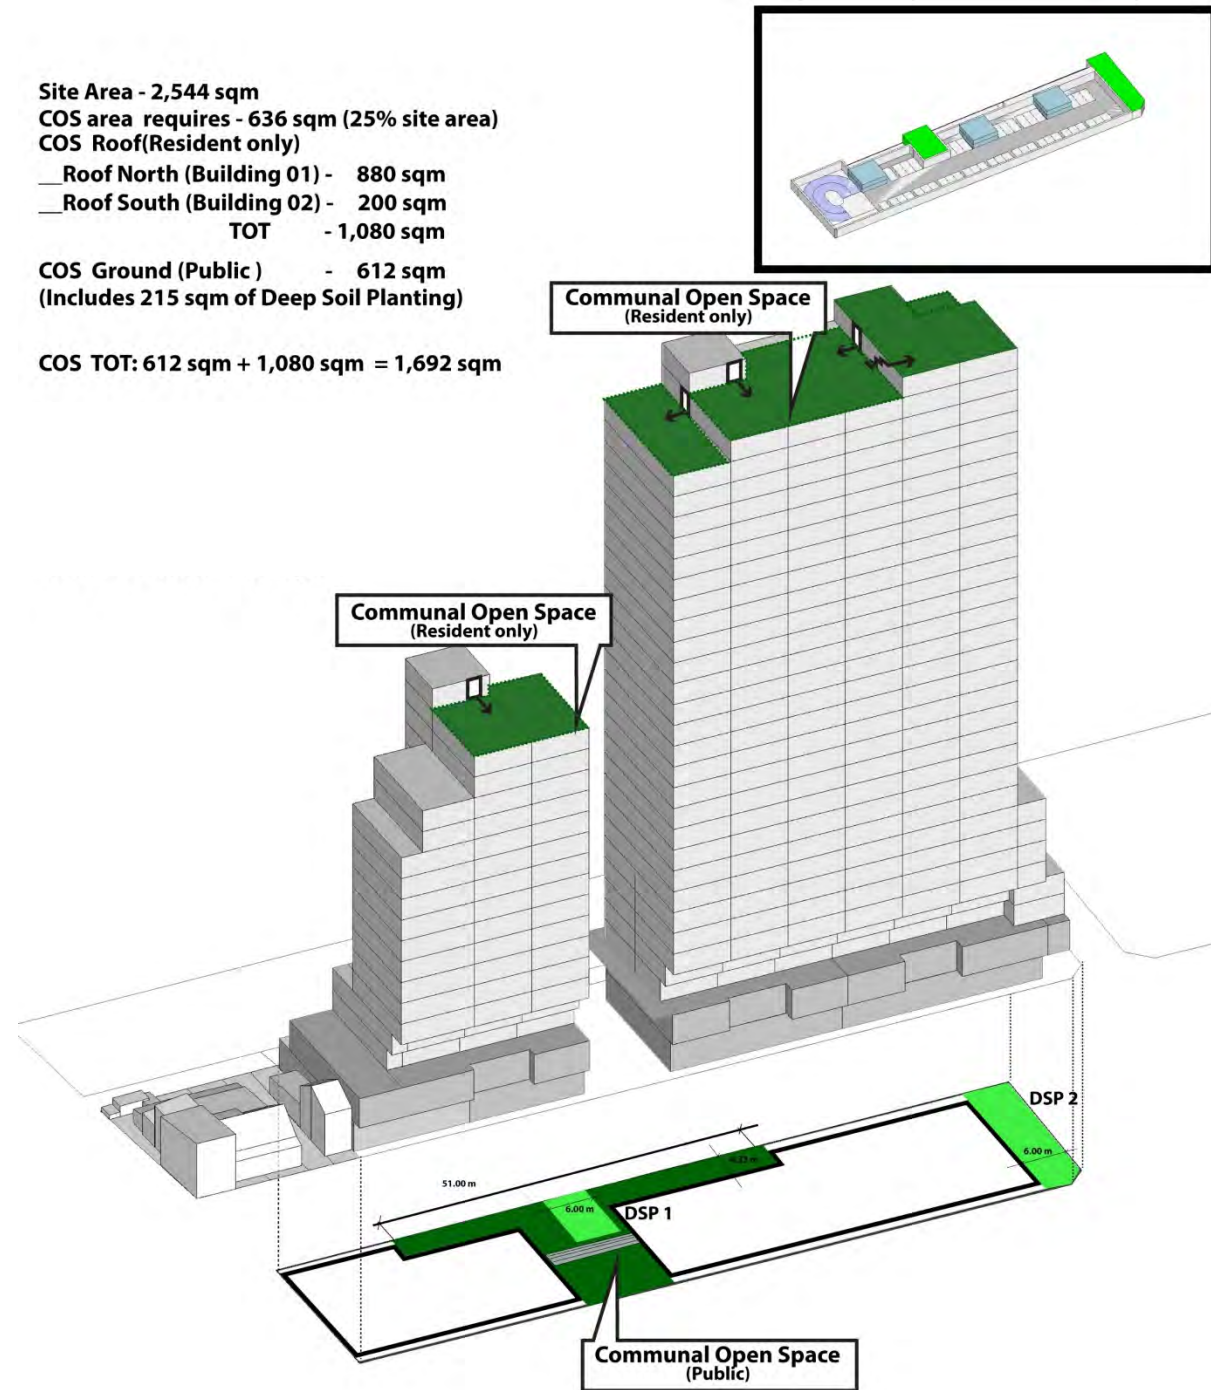 Site Area - 2,544 sqm
COS area requires - 636 sqm (25% site area)
COS Roof(Resident only)
__Roof North (Building 01) - 880 sqm
__Roof South (Building 02) - 200 sqm
TOT - 1,080 sqm
COS Ground (Public ) - 612 sqm
(Includes 215 sqm of Deep Soil Planting)
COS TOT: 612 sqm + 1,080 sqm = 1,692 sqm
Communal Open Space
(Resident only)
Communal Open Space
(Resident only)
DSP 2
6.00 m
51.00 m
6.00 m
DSP 1
Communal Open Space
(Public)